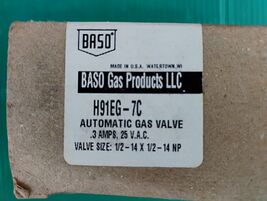 BASO®
MADE IN U.S.A. WATERTOWN, WI
BASO Gas Products LLC
H91EG-7C
AUTOMATIC GAS VALVE
.3 AMPS, 25 V.A.C.
VALVE SIZE: 1/2-14 X 1/2-14 NP